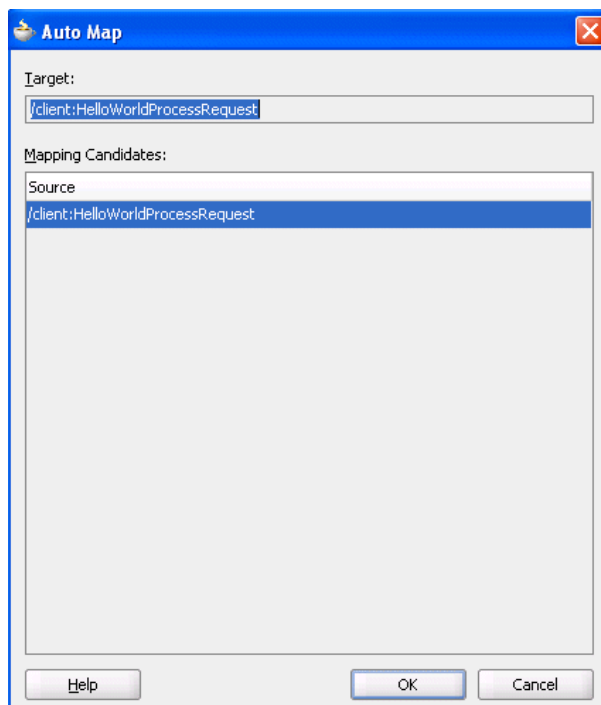 Auto Map
Target:
/client:HelloWorldProcessRequest
Mapping Candidates:
Source
/client:HelloWorldProcessRequest
Help
OK
Cancel